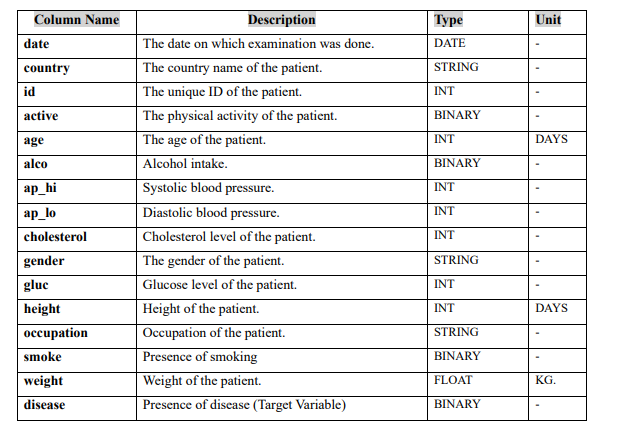 Column Name Description Type Unit
date The date on which examination was done. DATE -
country The country name of the patient. STRING -
id The unique ID of the patient. INT -
active The physical activity of the patient. BINARY -
age The age of the patient. INT DAYS
alco Alcohol intake. BINARY -
ap_hi Systolic blood pressure. INT -
ap_lo Diastolic blood pressure. INT -
cholesterol Cholesterol level of the patient. INT -
gender The gender of the patient. STRING -
gluc Glucose level of the patient. INT -
height Height of the patient. INT DAYS
occupation Occupation of the patient. STRING -
smoke Presence of smoking BINARY -
weight Weight of the patient. FLOAT KG.
disease Presence of disease (Target Variable) BINARY -